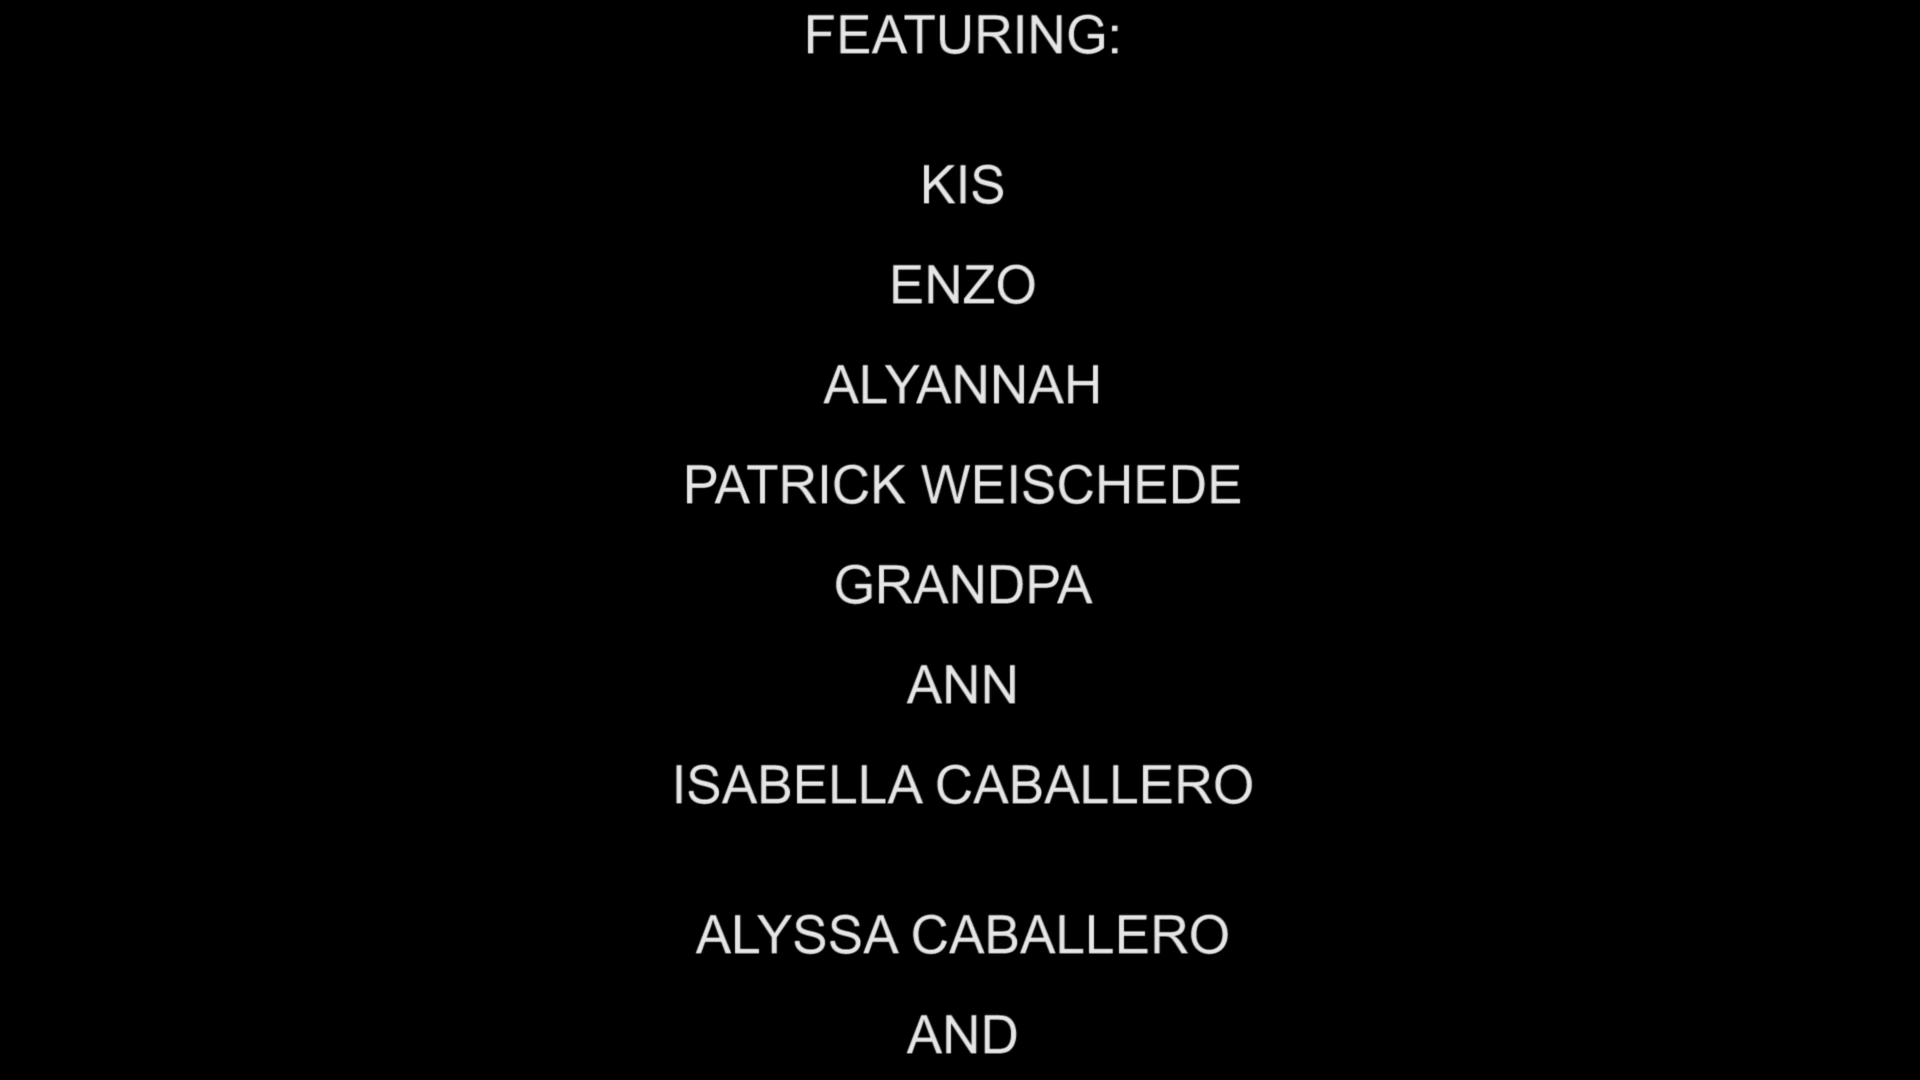 FEATURING:
KIS
ENZO
ALYANNAH
PATRICK WEISCHEDE
GRANDPA
ANN
ISABELLA CABALLERO
ALYSSA CABALLERO
AND